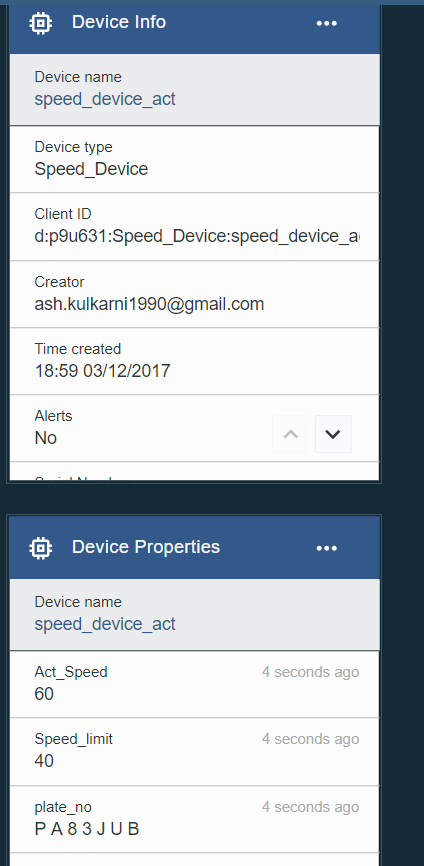 Device Info
Device name
speed_device_act
Device type
Speed_Device
Client ID
d:p9u631:Speed_Device:speed_device_a
Creator
ash.kulkarni1990@gmail.com
Time created
18:59 03/12/2017
Alerts
No
Device Properties
Device name
speed_device_act
Act_Speed 4 seconds ago
60
Speed_limit 4 seconds ago
40
plate_no 4 seconds ago
P A 8 3 J U B